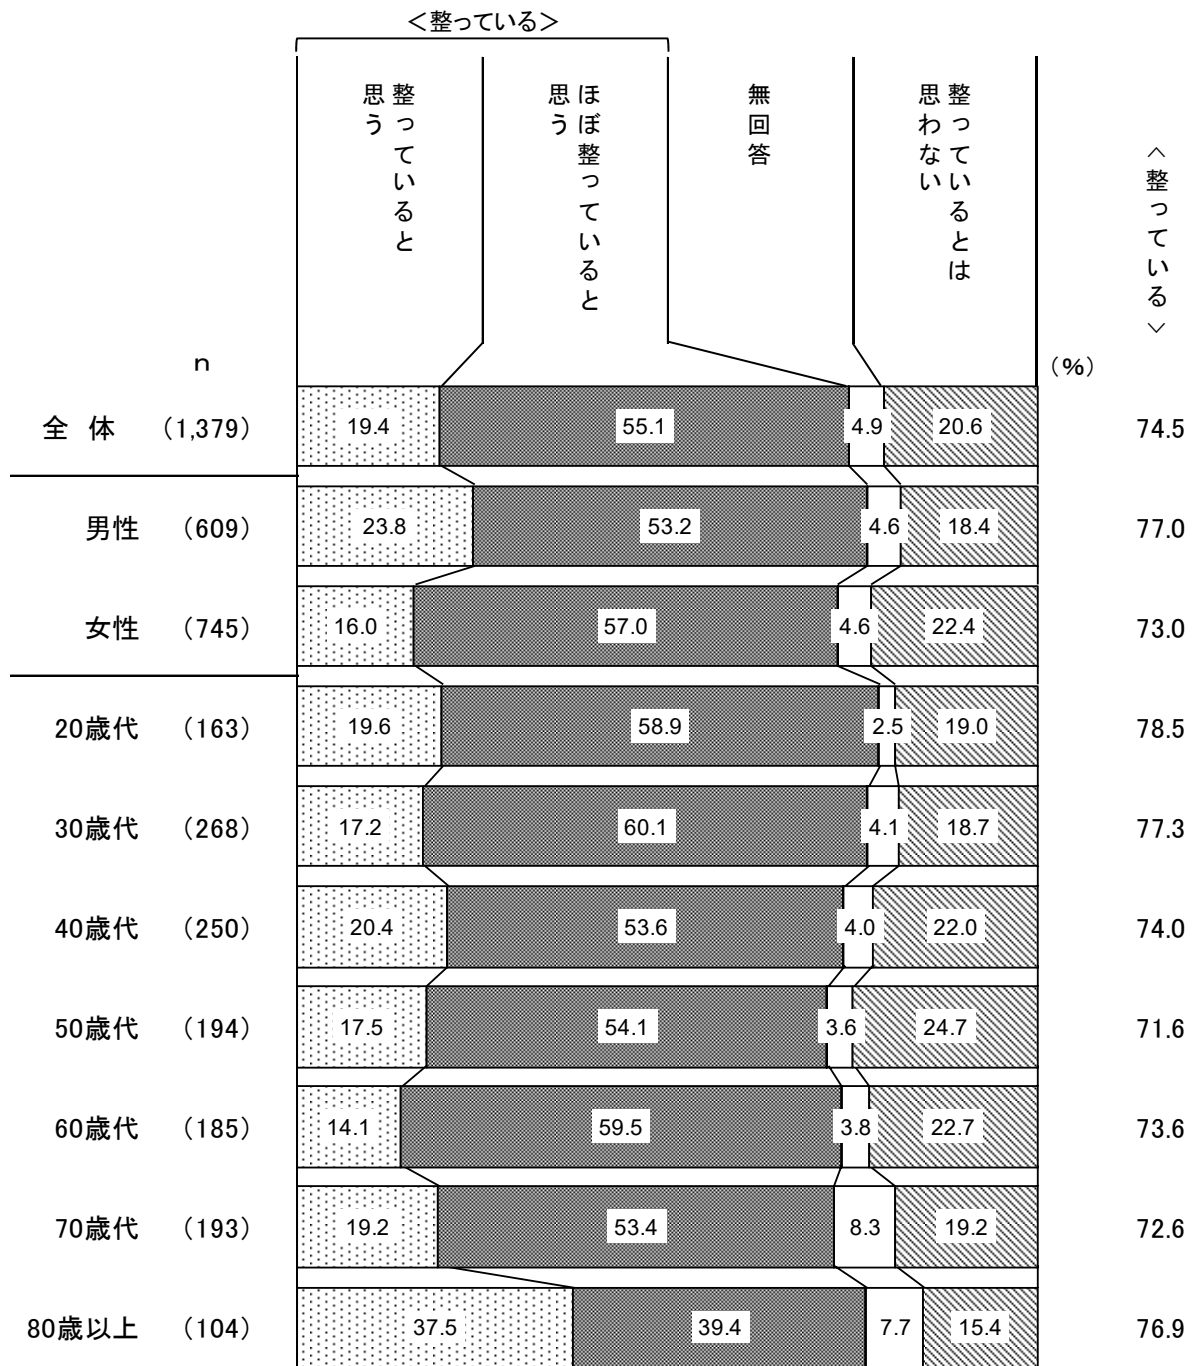 ＜整っている＞
整っていると
思う
ほぼ整っていると
思う
無回答
整っているとは
思わない
＜整っている＞
n
(%)
全 体 (1,379) 19.4 55.1 4.9 20.6 74.5
男性 (609) 23.8 53.2 4.6 18.4 77.0
女性 (745) 16.0 57.0 4.6 22.4 73.0
20歳代 (163) 19.6 58.9 2.5 19.0 78.5
30歳代 (268) 17.2 60.1 4.1 18.7 77.3
40歳代 (250) 20.4 53.6 4.0 22.0 74.0
50歳代 (194) 17.5 54.1 3.6 24.7 71.6
60歳代 (185) 14.1 59.5 3.8 22.7 73.6
70歳代 (193) 19.2 53.4 8.3 19.2 72.6
80歳以上 (104) 37.5 39.4 7.7 15.4 76.9